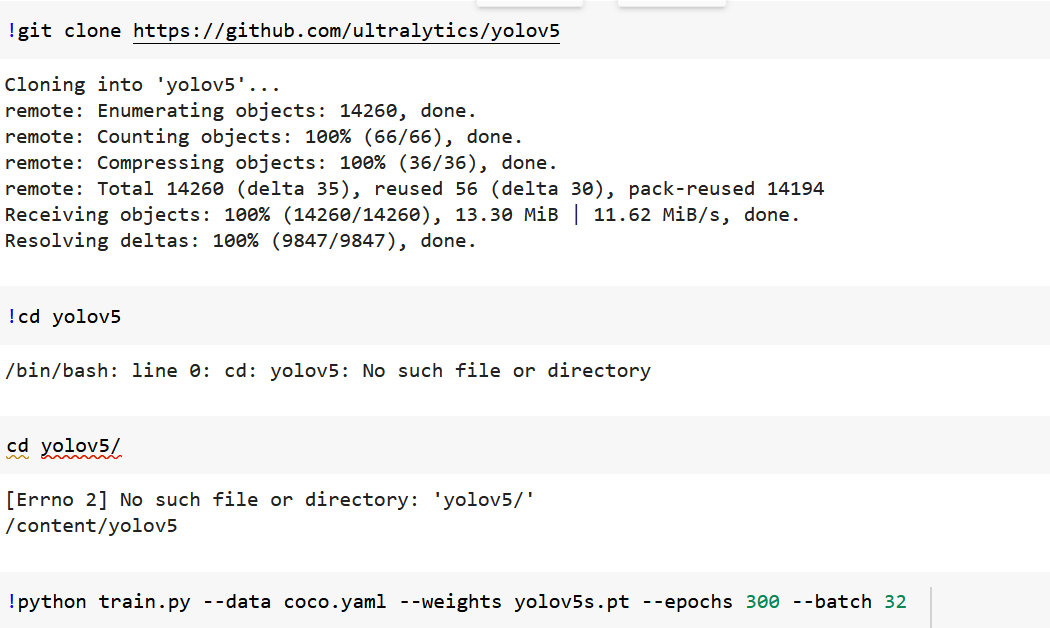 !git clone https://github.com/ultralytics/yolov5
Cloning into 'yolov5'...
remote: Enumerating objects: 14260, done.
remote: Counting objects: 100% (66/66), done.
remote: Compressing objects: 100% (36/36), done.
remote: Total 14260 (delta 35), reused 56 (delta 30), pack-reused 14194
Receiving objects: 100% (14260/14260), 13.30 MiB | 11.62 MiB/s, done.
Resolving deltas: 100% (9847/9847), done.
!cd yolov5
/bin/bash: line 0: cd: yolov5: No such file or directory
cd yolov5/
[Errno 2] No such file or directory: 'yolov5/'
/content/yolov5
!python train.py --data coco.yaml --weights yolov5s.pt --epochs 300 --batch 32